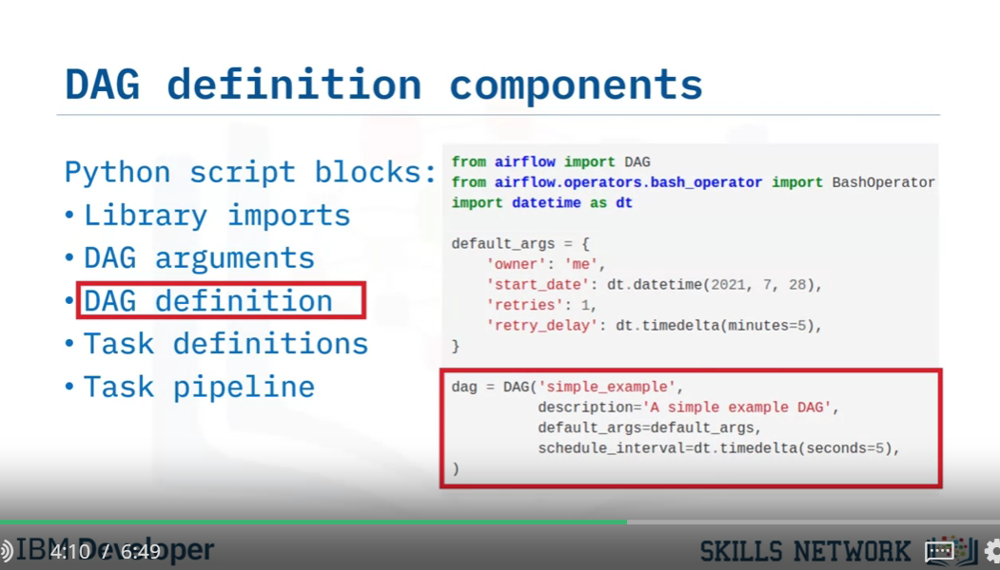 DAG definition components
Python script blocks:
• Library imports
• DAG arguments
• DAG definition
• Task definitions
• Task pipeline
from airflow import DAG
from airflow.operators.bash_operator import BashOperator
import datetime as dt
default_args = {
'owner': 'me',
'start_date': dt.datetime(2021, 7, 28),
'retries': 1,
'retry_delay': dt.timedelta(minutes=5),
}
dag = DAG('simple_example',
description='A simple example DAG',
default_args=default_args,
schedule_interval=dt.timedelta(seconds=5),
)
IBM Developer
4:10 / 6:49
SKILLS NETWORK